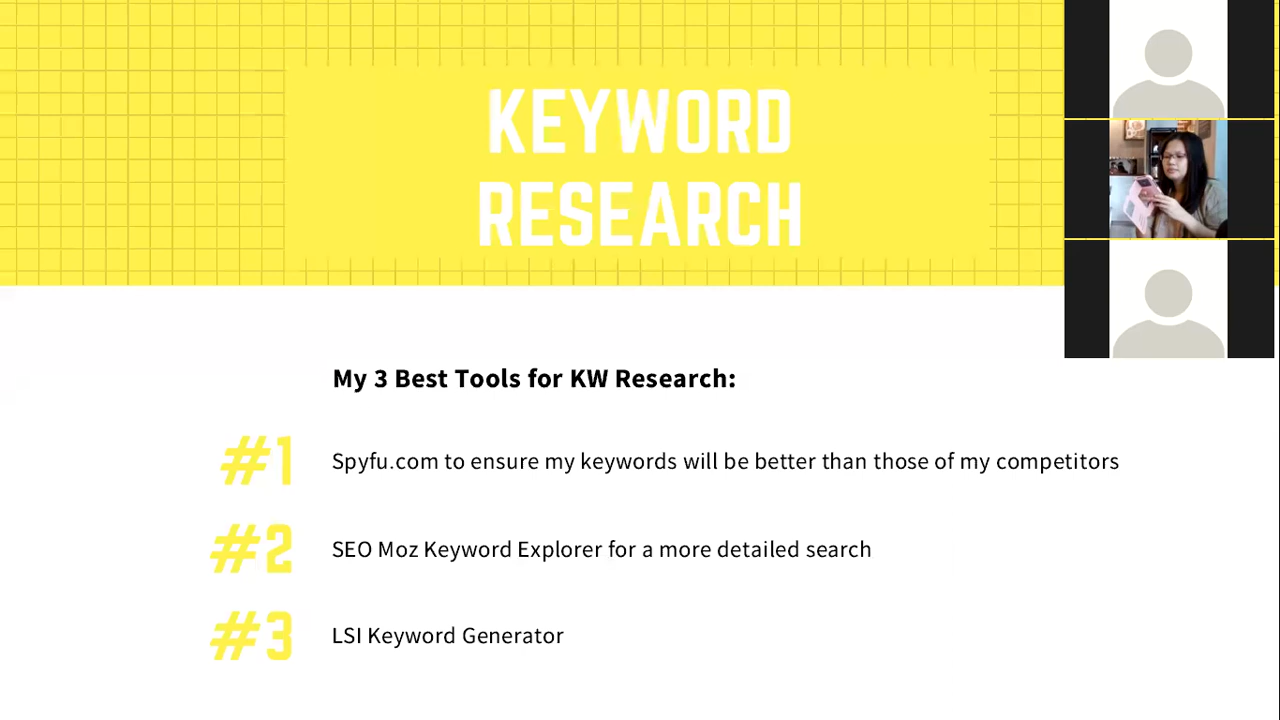 KEYWORD
RESEARCH
My 3 Best Tools for KW Research:
#1 Spyfu.com to ensure my keywords will be better than those of my competitors
#2 SEO Moz Keyword Explorer for a more detailed search
#3 LSI Keyword Generator